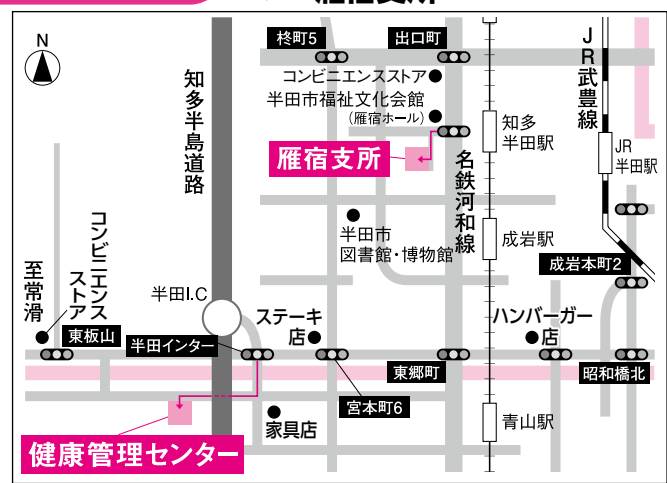 雁宿支所
N
知多半島道路
柊町5
出口町
コンビニエンスストア
半田市福祉文化会館
(雁宿ホール)
雁宿支所
名鉄河和線
知多
半田駅
JR武豊線
JR
半田駅
半田市
図書館・博物館
成岩駅
成岩本町2
コンビニエンス
ストア
至常滑
東板山
半田I.C
半田インター
ステーキ
店
宮本町6
東郷町
ハンバーガー
店
昭和橋北
家具店
青山駅
健康管理センター